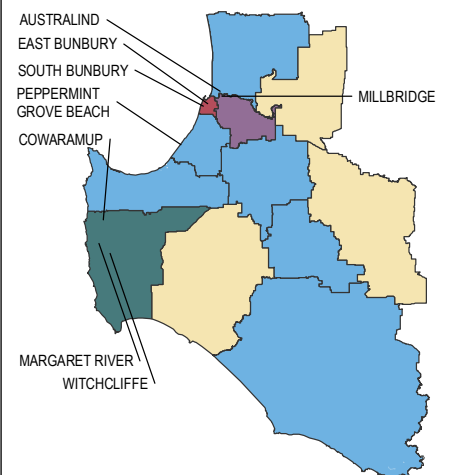 AUSTRALIND
EAST BUNBURY
SOUTH BUNBURY
PEPPERMINT
GROVE BEACH
COWARAMUP
MILLBRIDGE
MARGARET RIVER
WITCHCLIFFE